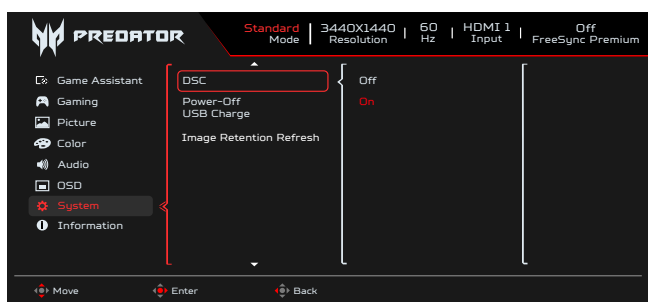 PREDATOR
Standard Mode
3440X1440 Resolution
60 Hz
HDMI 1 Input
Off FreeSync Premium
Game Assistant
Gaming
Picture
Color
Audio
OSD
System
Information
DSC
Power-Off
USB Charge
Image Retention Refresh
Off
On
Move
Enter
Back